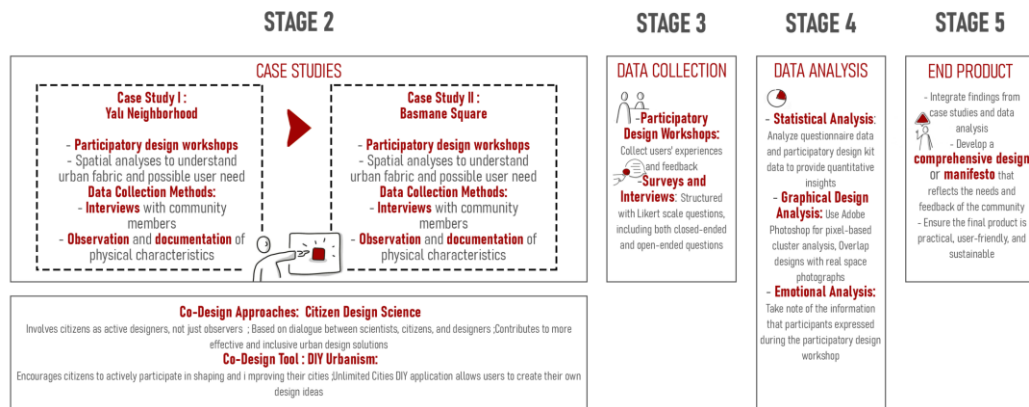 STAGE 2
CASE STUDIES
Case Study I :
Yalı Neighborhood
- Participatory design workshops
- Spatial analyses to understand
urban fabric and possible user need
Data Collection Methods:
- Interviews with community
members
- Observation and documentation of
physical characteristics
Case Study II :
Basmane Square
- Participatory design workshops
- Spatial analyses to understand
urban fabric and possible user need
Data Collection Methods:
- Interviews with community
members
- Observation and documentation of
physical characteristics
Co-Design Approaches: Citizen Design Science
Involves citizens as active designers, not just observers ; Based on dialogue between scientists, citizens, and designers ;Contributes to more
effective and inclusive urban design solutions
Co-Design Tool : DIY Urbanism:
Encourages citizens to actively participate in shaping and i mproving their cities ;Unlimited Cities DIY application allows users to create their own
design ideas
STAGE 3
DATA COLLECTION
- Participatory
Design Workshops:
Collect users' experiences
and feedback
- Surveys and
Interviews: Structured
with Likert scale questions,
including both closed-ended
and open-ended questions
STAGE 4
DATA ANALYSIS
- Statistical Analysis:
Analyze questionnaire data
and participatory design kit
data to provide quantitative
insights
- Graphical Design
Analysis: Use Adobe
Photoshop for pixel-based
cluster analysis, Overlap
designs with real space
photographs
- Emotional Analysis:
Take note of the information
that participants expressed
during the participatory design
workshop
STAGE 5
END PRODUCT
- Integrate findings from
case studies and data
analysis
- Develop a
comprehensive design
or manifesto that
reflects the needs and
feedback of the community
- Ensure the final product is
practical, user-friendly, and
sustainable